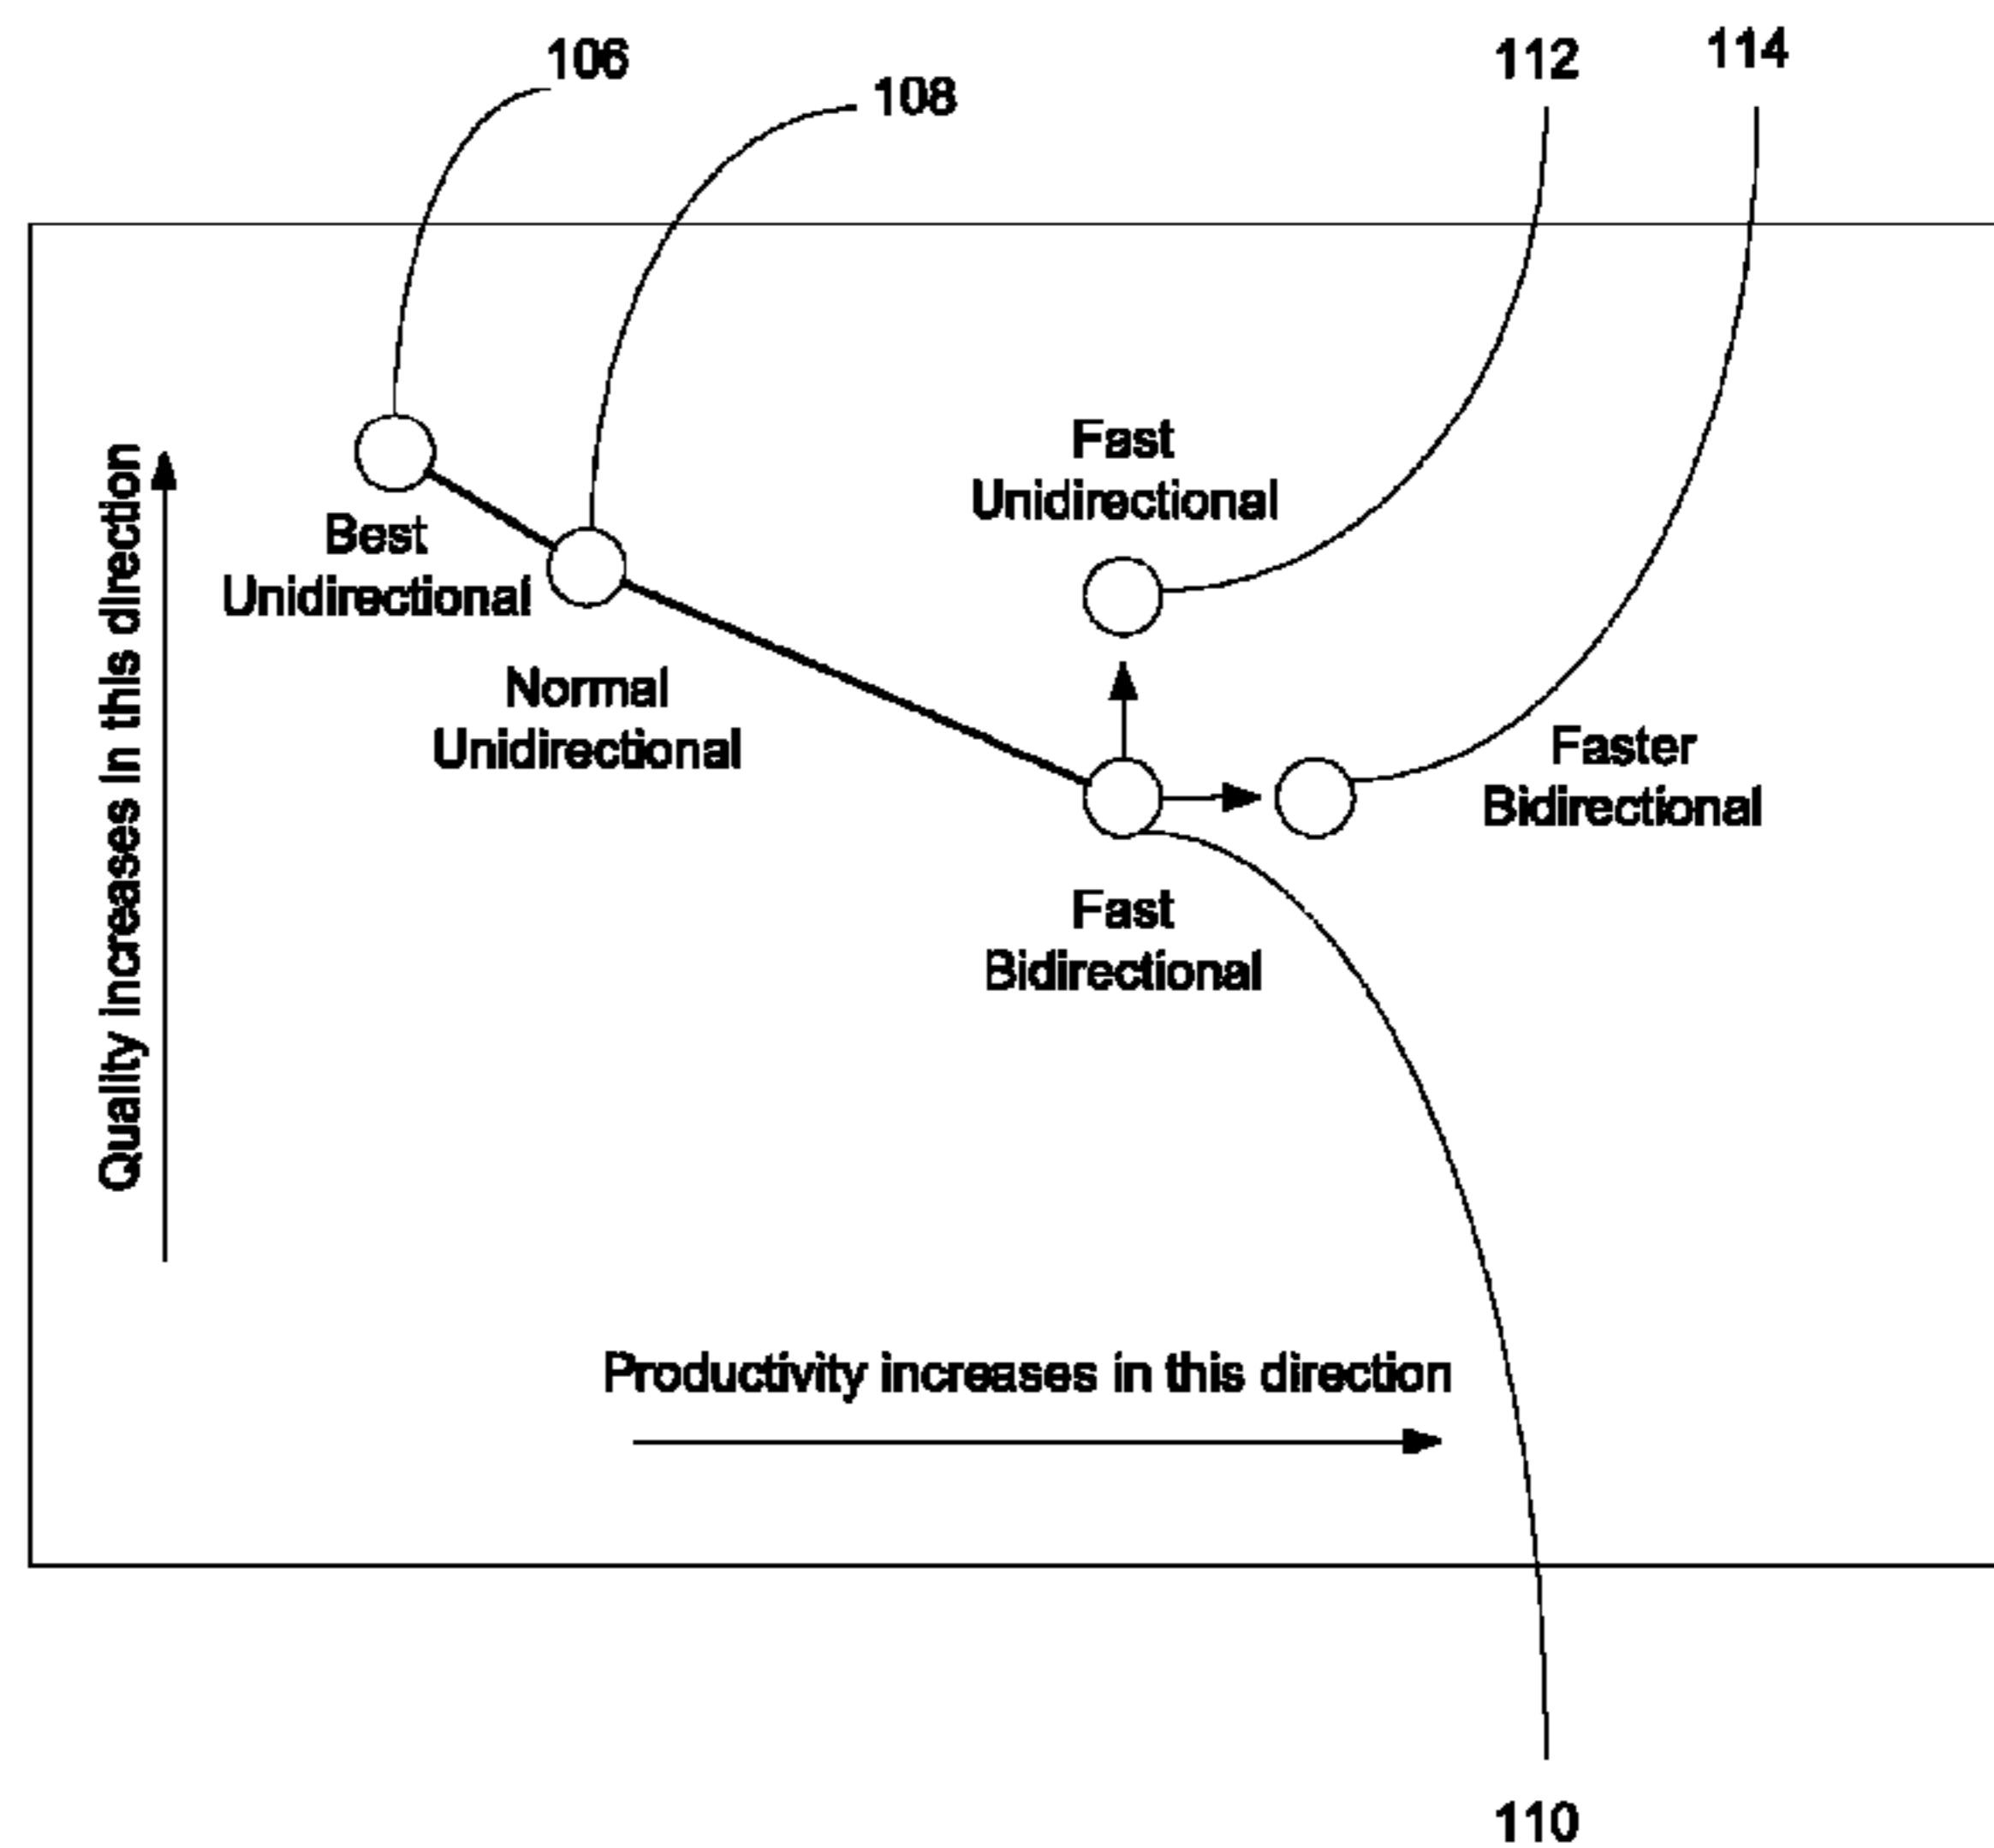 106
108
112
114
Fast
Unidirectional
Best
Unidirectional
Normal
Unidirectional
Faster
Bidirectional
Fast
Bidirectional
Quality increases in this direction
Productivity increases in this direction
110